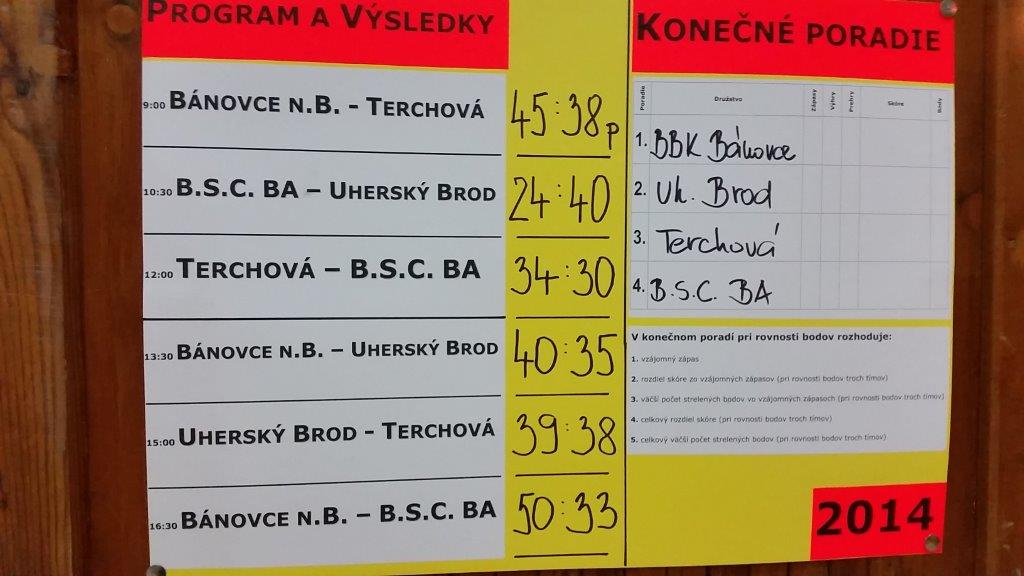 PROGRAM A VÝSLEDKY
9:00 BÁNOVCE N.B. - TERCHOVÁ 45:38p
10:30 B.S.C. BA – UHERSKÝ BROD 24:40
12:00 TERCHOVÁ – B.S.C. BA 34:30
13:30 BÁNOVCE N.B. – UHERSKÝ BROD 40:35
15:00 UHERSKÝ BROD - TERCHOVÁ 39:38
16:30 BÁNOVCE N.B. – B.S.C. BA 50:33
KONEČNÉ PORADIE
Poradie Družstvo Zápasy Výhry Prehry Skóre Body
1. BBK Bánovce
2. Uh. Brod
3. Terchová
4. B.S.C. BA
V konečnom poradí pri rovnosti bodov rozhoduje:
1. vzájomný zápas
2. rozdiel skóre zo vzájomných zápasov (pri rovnosti bodov troch tímov)
3. väčší počet strelených bodov vo vzájomných zápasoch (pri rovnosti bodov troch tímov)
4. celkový rozdiel skóre (pri rovnosti bodov troch tímov)
5. celkový väčší počet strelených bodov (pri rovnosti bodov troch tímov)
2014